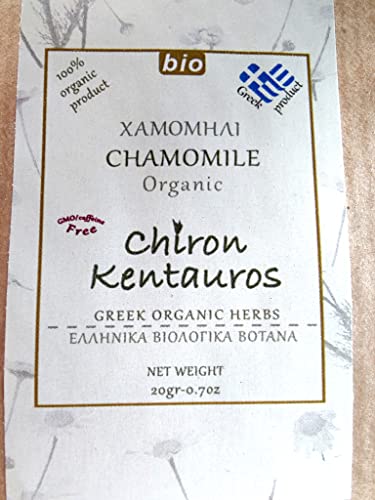 bio
100%
organic
product
Greek
product
ΧΑΜΟΜΗΛΙ
CHAMOMILE
Organic
GMO/caffeine
Free
Chiron
Kentauros
GREEK ORGANIC HERBS
ΕΛΛΗΝΙΚΑ ΒΙΟΛΟΓΙΚΑ ΒΟΤΑΝΑ
NET WEIGHT
20gr-0.7oz